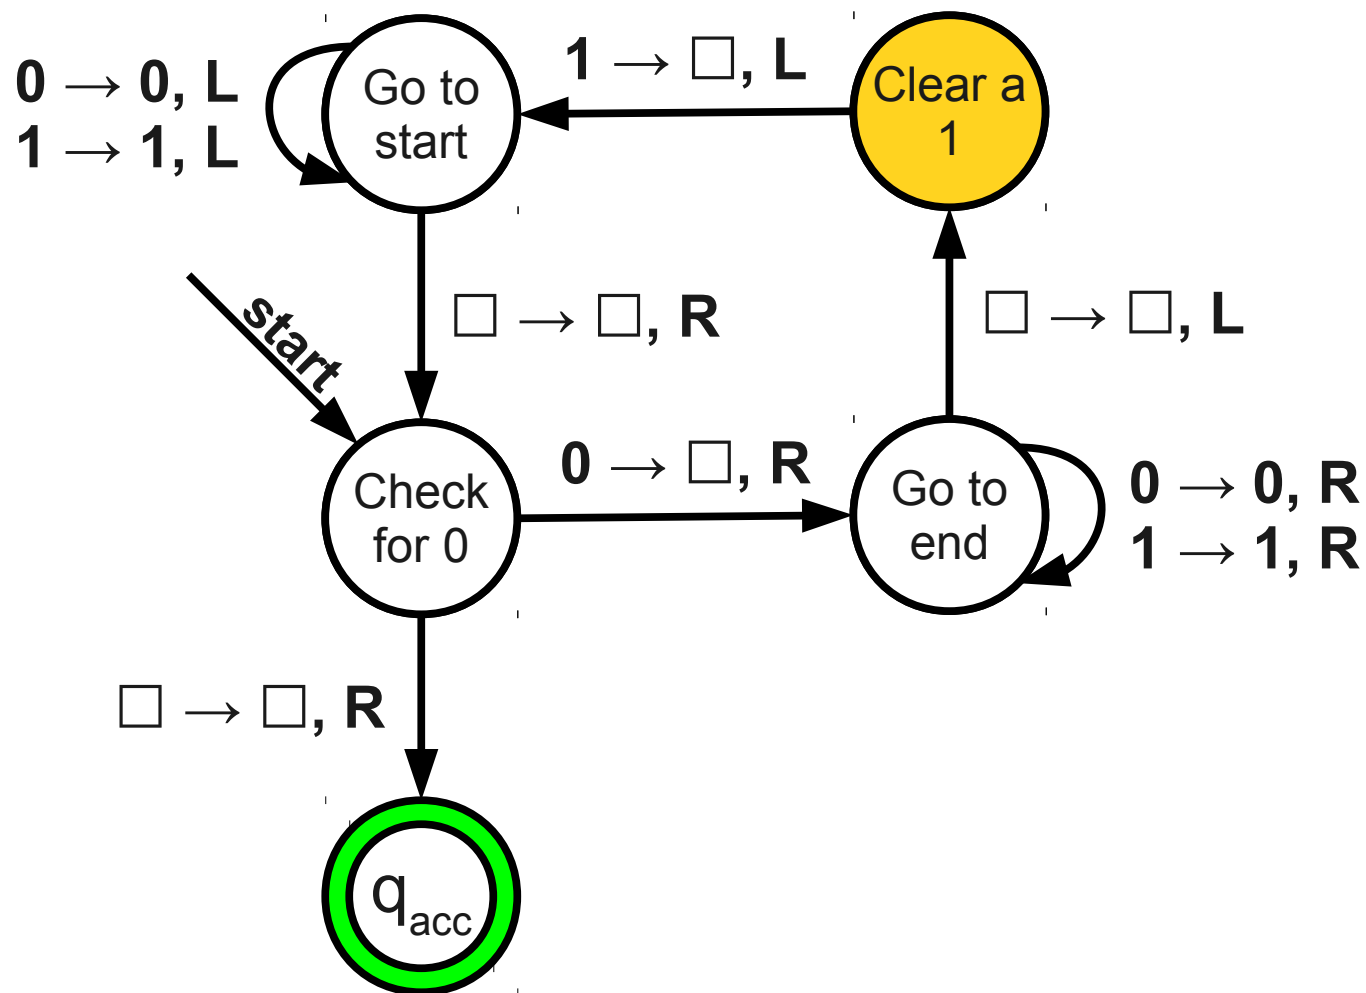 0 → 0, L
1 → 1, L
Go to
start
1 → □, L
Clear a
1
□ → □, R
□ → □, L
start
Check
for 0
0 → □, R
Go to
end
0 → 0, R
1 → 1, R
□ → □, R
qacc